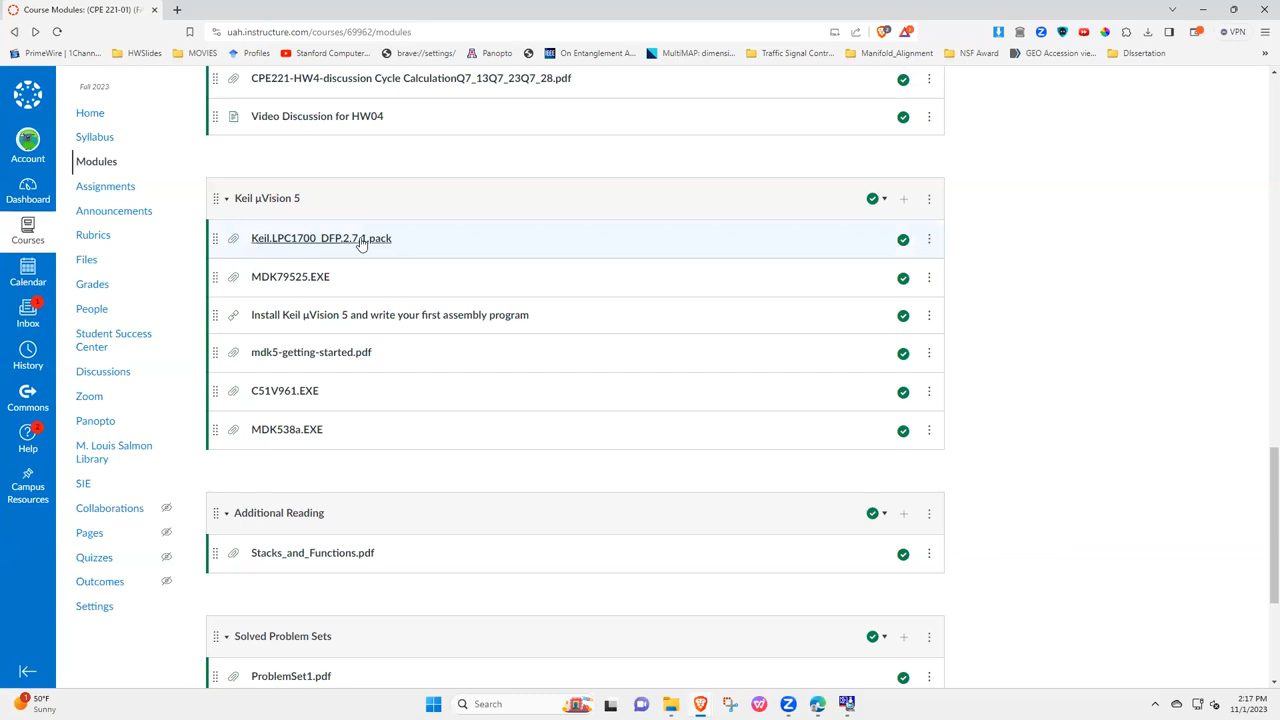 Course Modules: (CPE 221-01) (FA
uah.instructure.com/courses/69962/modules
VPN
PrimeWire | 1Chann...
HWSlides
MOVIES
Profiles
Stanford Computer...
brave://settings/
Panopto
On Entanglement A...
MultiMAP: dimensi...
Traffic Signal Contr...
Manifold_Alignment
NSF Award
GEO Accession view...
DIssertation
Account
Dashboard
Courses
Calendar
Inbox
History
Commons
Help
Campus
Resources
Fall 2023
Home
Syllabus
Modules
Assignments
Announcements
Rubrics
Files
Grades
People
Student Success
Center
Discussions
Zoom
Panopto
M. Louis Salmon
Library
SIE
Collaborations
Pages
Quizzes
Outcomes
Settings
CPE221-HW4-discussion Cycle CalculationQ7_13Q7_23Q7_28.pdf
Video Discussion for HW04
Keil µVision 5
Keil.LPC1700_DFP.2.7.1.pack
MDK79525.EXE
Install Keil µVision 5 and write your first assembly program
mdk5-getting-started.pdf
C51V961.EXE
MDK538a.EXE
Additional Reading
Stacks_and_Functions.pdf
Solved Problem Sets
ProblemSet1.pdf
50°F
Sunny
Search
2:17 PM
11/1/2023